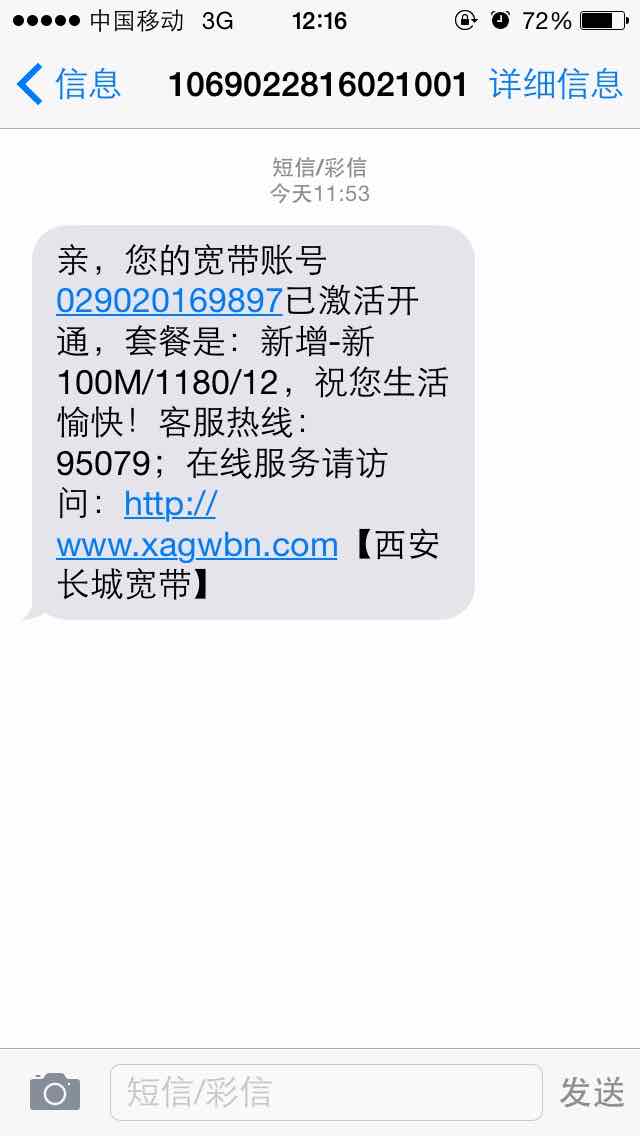 中国移动 3G 12:16 72%
信息 1069022816021001 详细信息
短信/彩信
今天11:53
亲，您的宽带账号
029020169897已激活开
通，套餐是：新增-新
100M/1180/12，祝您生活
愉快！客服热线：
95079；在线服务请访
问：http://
www.xagwbn.com【西安
长城宽带】
短信/彩信 发送